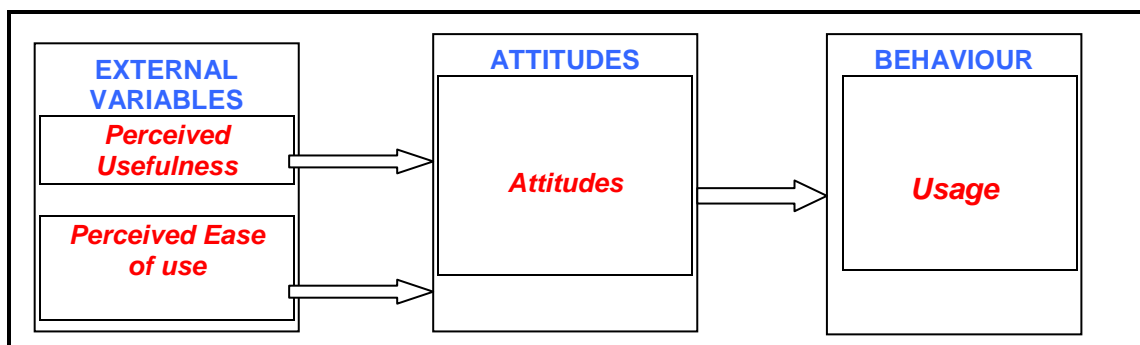 EXTERNAL
VARIABLES
Perceived
Usefulness
Perceived Ease
of use
ATTITUDES
Attitudes
BEHAVIOUR
Usage